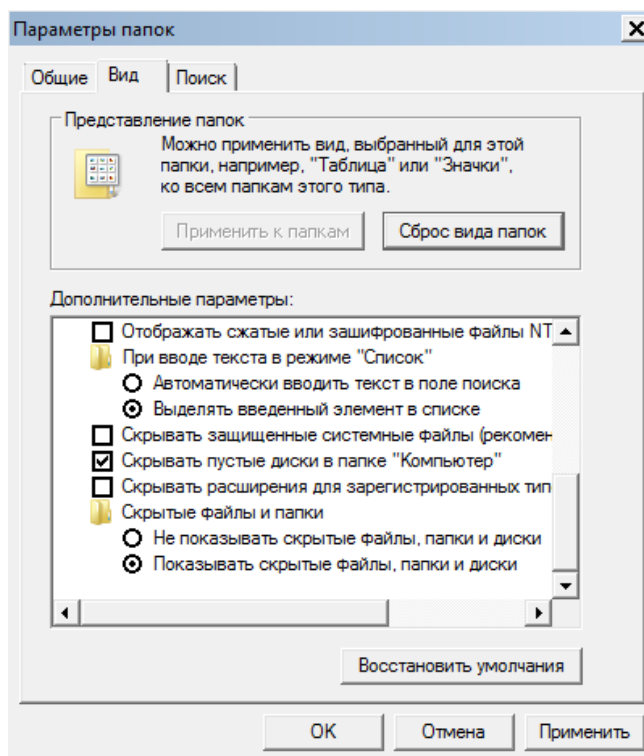 Параметры папок
Общие Вид Поиск
Представление папок
Можно применить вид, выбранный для этой
папки, например, "Таблица" или "Значки",
ко всем папкам этого типа.
Применить к папкам Сброс вида папок
Дополнительные параметры:
Отображать сжатые или зашифрованные файлы NT
При вводе текста в режиме "Список"
Автоматически вводить текст в поле поиска
Выделять введенный элемент в списке
Скрывать защищенные системные файлы (рекомен
Скрывать пустые диски в папке "Компьютер"
Скрывать расширения для зарегистрированных тип
Скрытые файлы и папки
Не показывать скрытые файлы, папки и диски
Показывать скрытые файлы, папки и диски
Восстановить умолчания
OK Отмена Применить